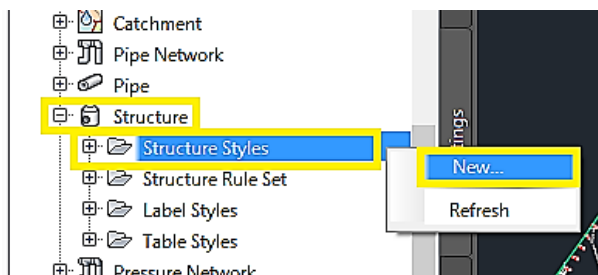 Catchment
Pipe Network
Pipe
Structure
Structure Styles
New...
Structure Rule Set
Label Styles
Refresh
Table Styles
Pressure Network